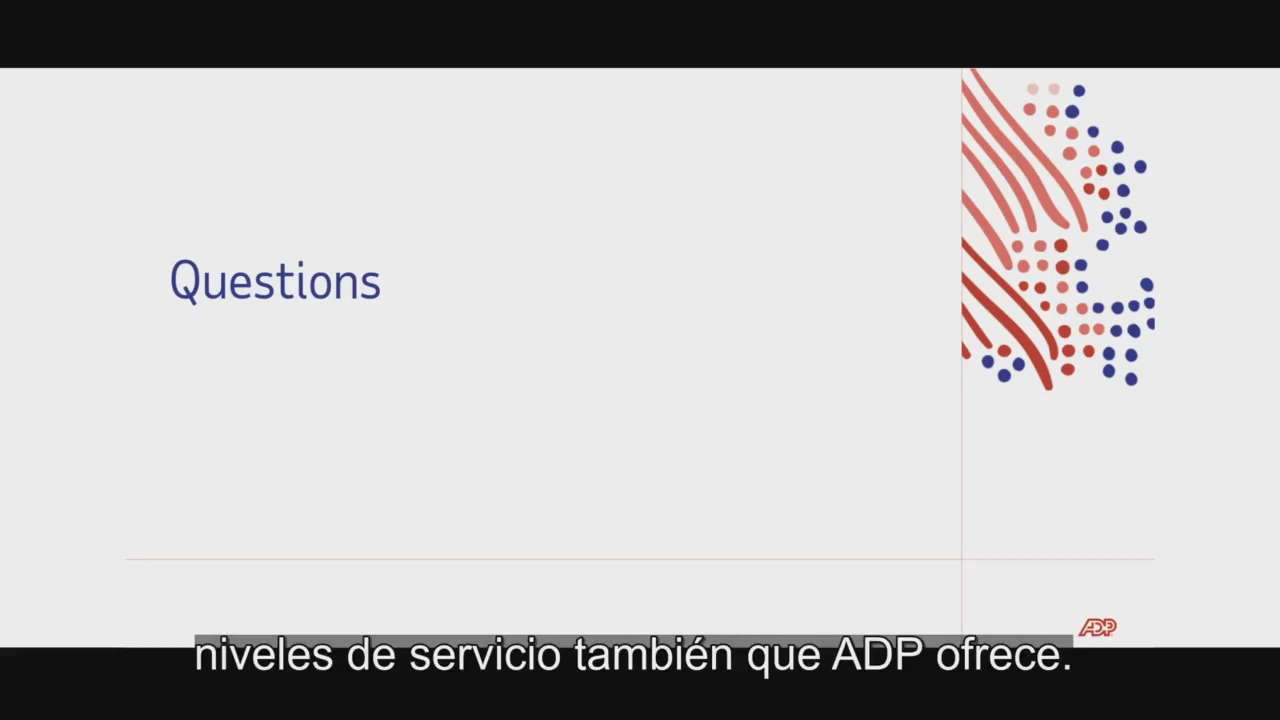 Questions
ADP
niveles de servicio también que ADP ofrece.